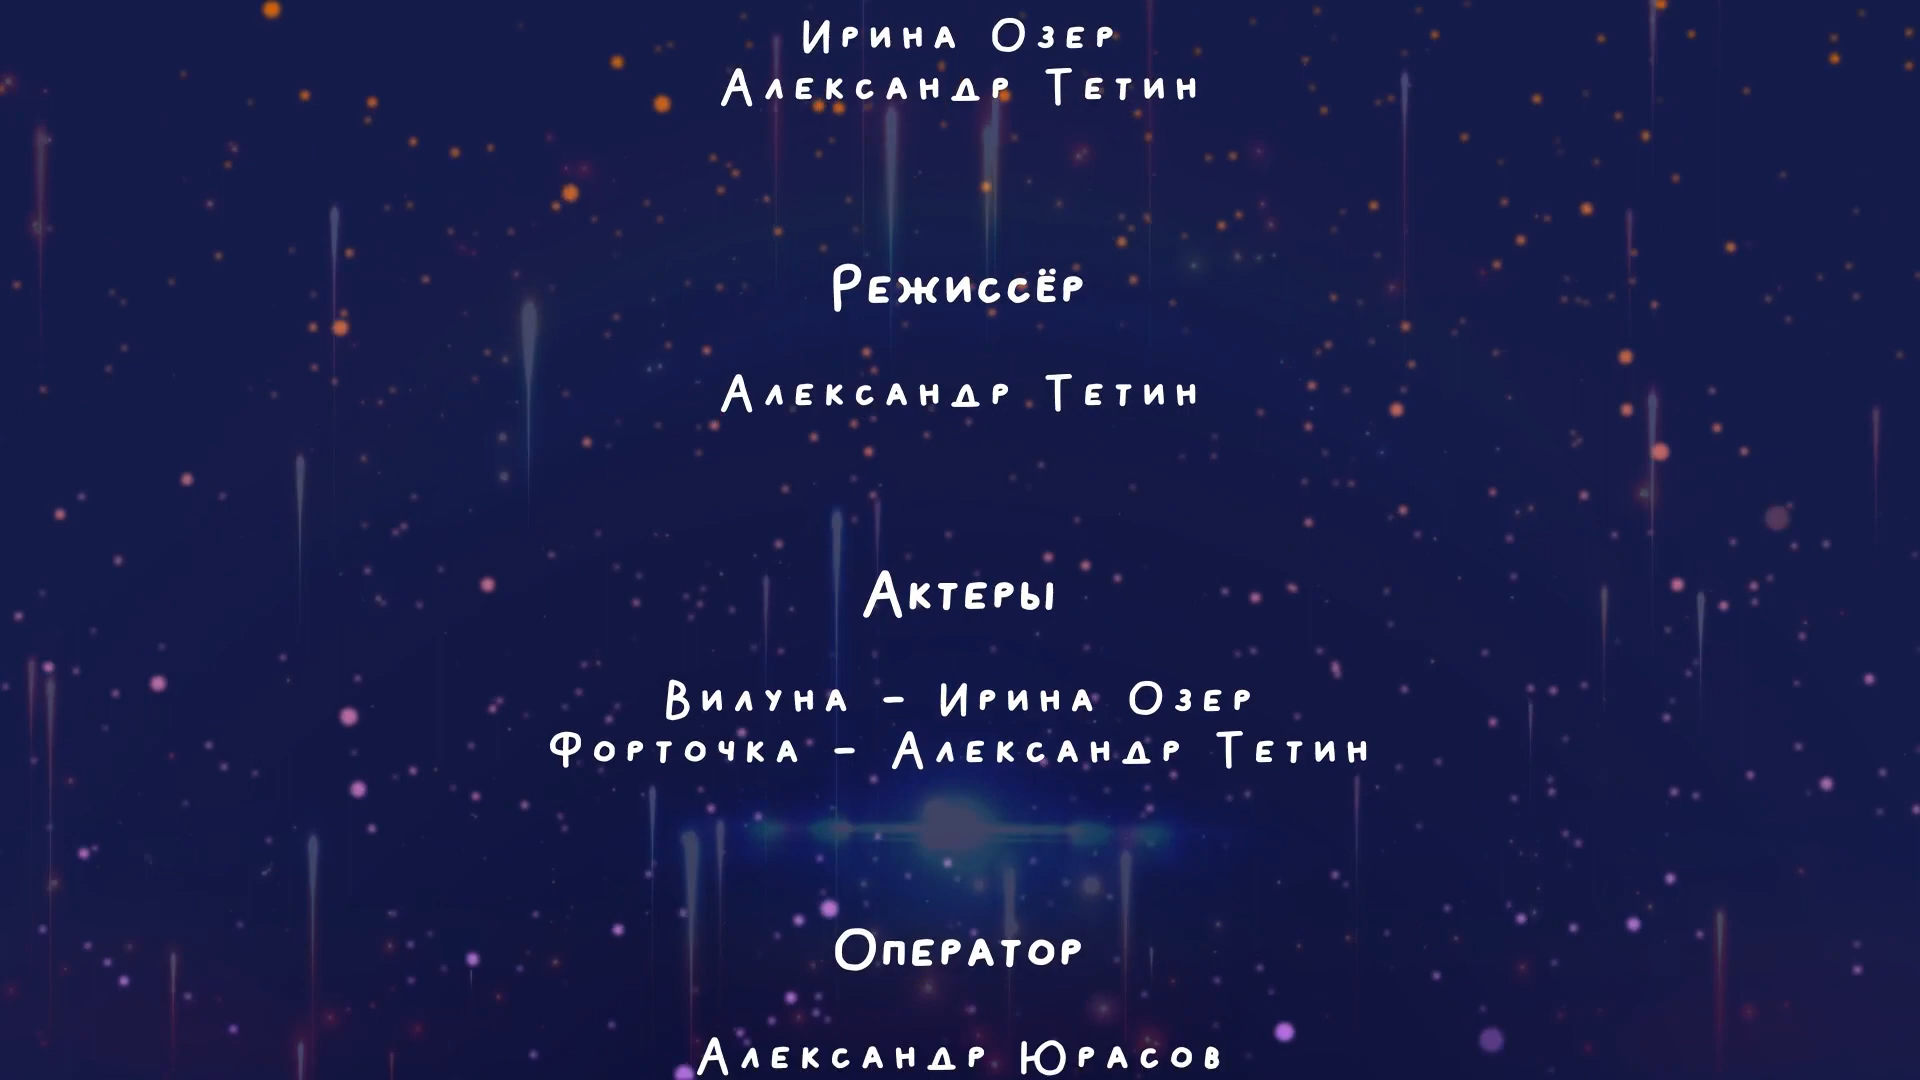 Ирина Озер
Александр Тетин
Режиссёр
Александр Тетин
Актеры
Вилуна - Ирина Озер
Форточка - Александр Тетин
Оператор
Александр Юрасов